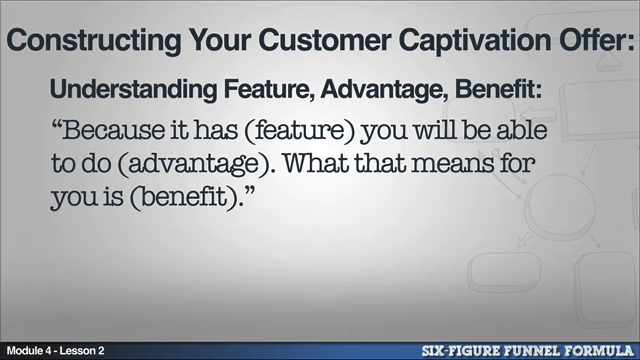 Constructing Your Customer Captivation Offer:
Understanding Feature, Advantage, Benefit:
“Because it has (feature) you will be able
to do (advantage). What that means for
you is (benefit).”
Module 4 - Lesson 2
SIX-FIGURE FUNNEL FORMULA